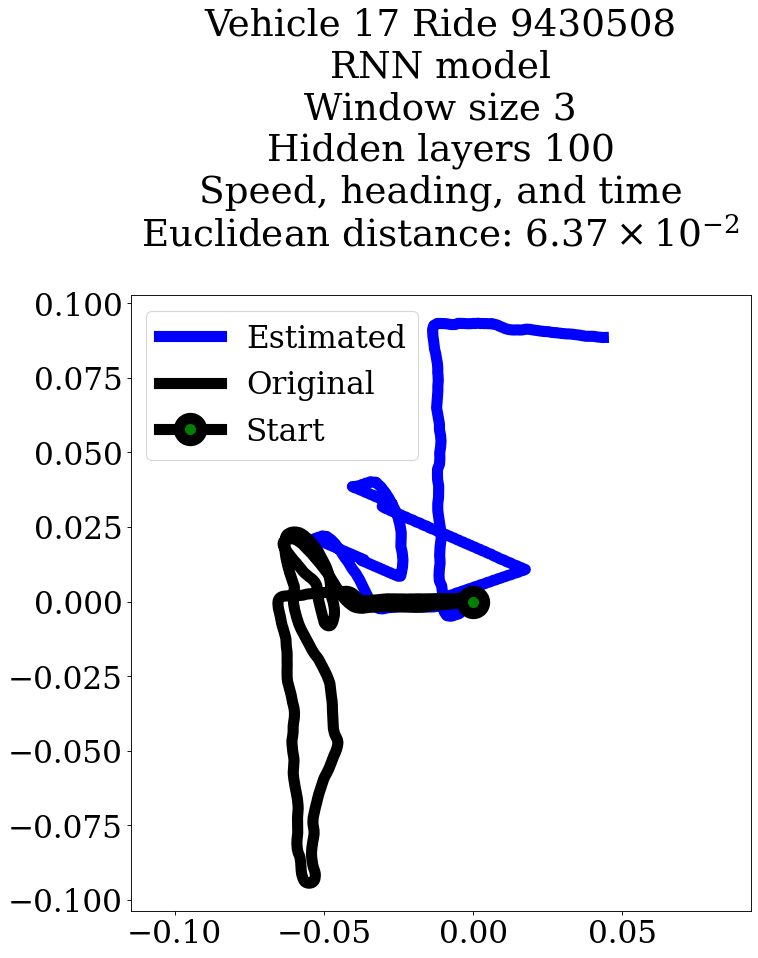 Vehicle 17 Ride 9430508
RNN model
Window size 3
Hidden layers 100
Speed, heading, and time
Euclidean distance: 6.37 × 10⁻²
Estimated
Original
Start
0.100
0.075
0.050
0.025
0.000
−0.025
−0.050
−0.075
−0.100
−0.10 −0.05 0.00 0.05